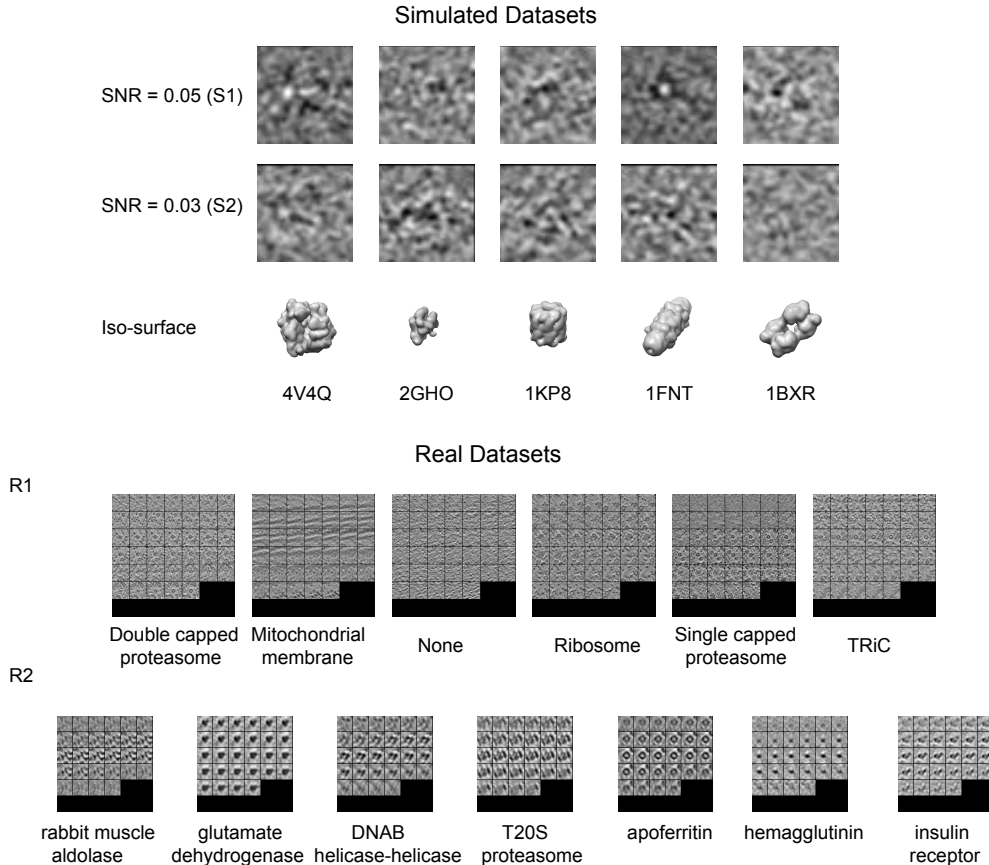 Simulated Datasets
SNR = 0.05 (S1)
SNR = 0.03 (S2)
Iso-surface
4V4Q 2GHO 1KP8 1FNT 1BXR
Real Datasets
R1
Double capped proteasome
Mitochondrial membrane
None
Ribosome
Single capped proteasome
TRiC
R2
rabbit muscle aldolase
glutamate dehydrogenase
DNAB helicase-helicase
T20S proteasome
apoferritin
hemagglutinin
insulin receptor